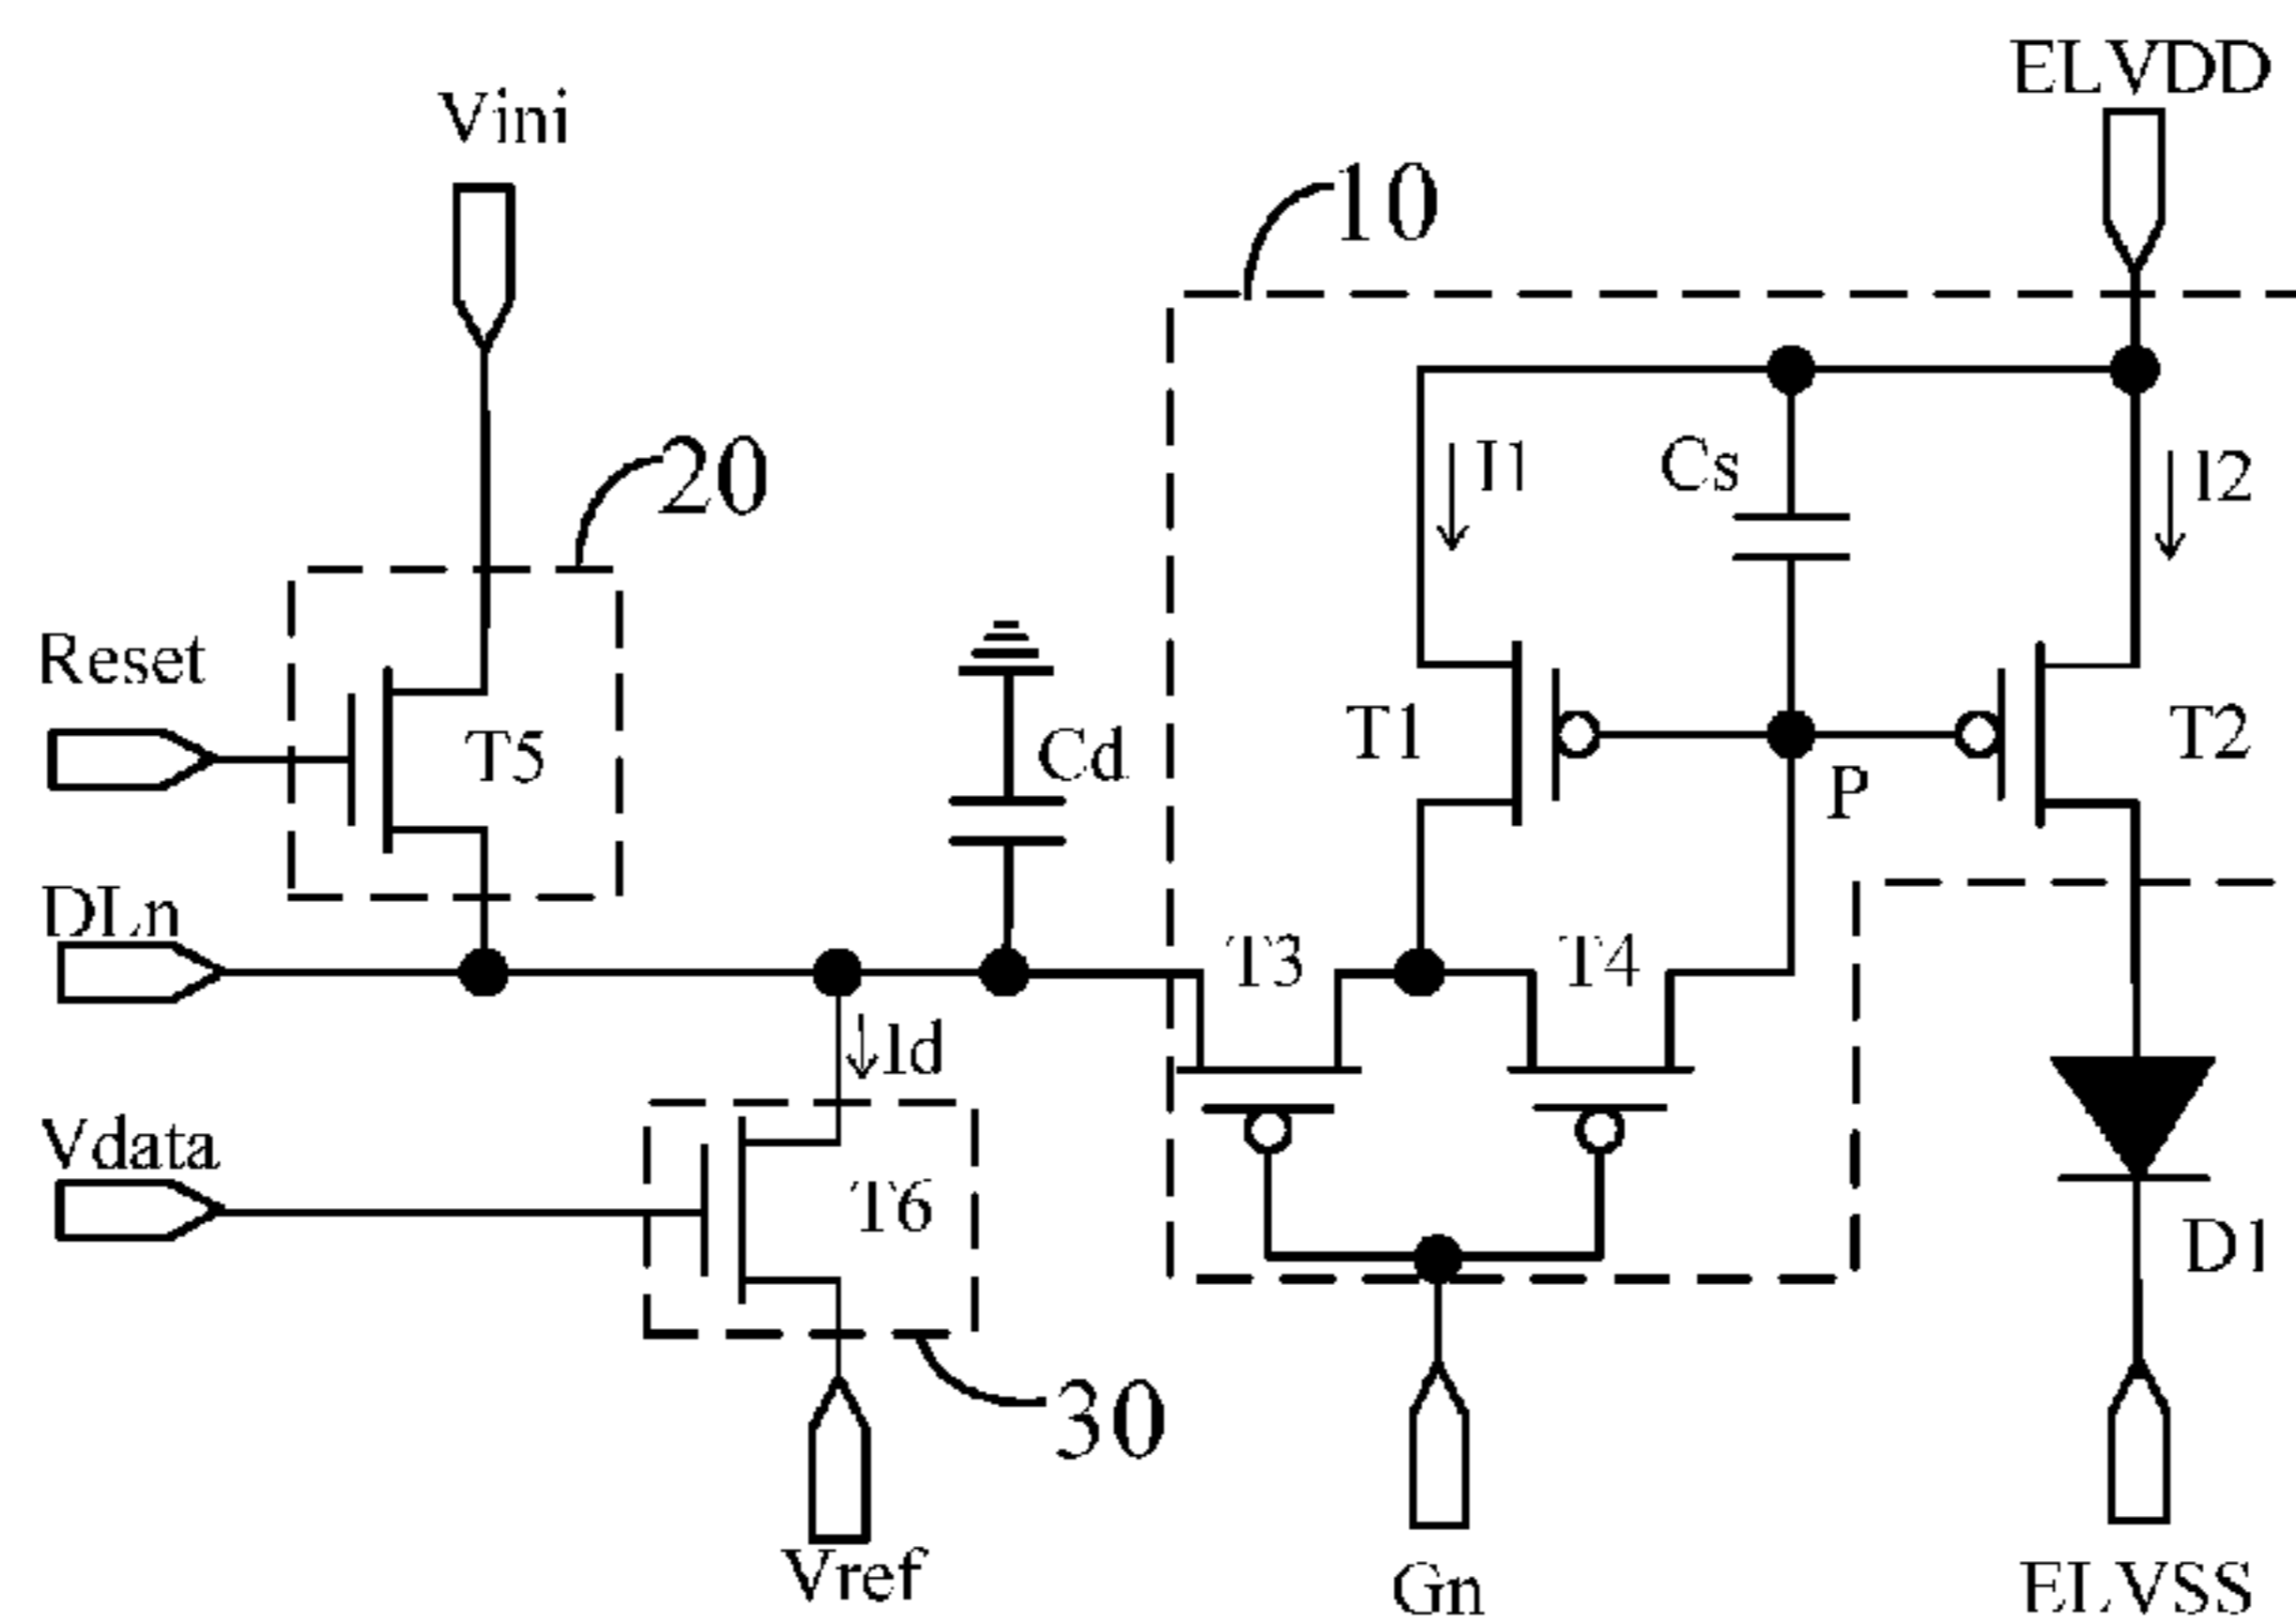 ELVDD
Vini
10
I1
Cs
I2
20
Reset
T5
Cd
T1
P
T2
DLn
T3
T4
Id
Vdata
T6
D1
30
Vref
Gn
ELVSS